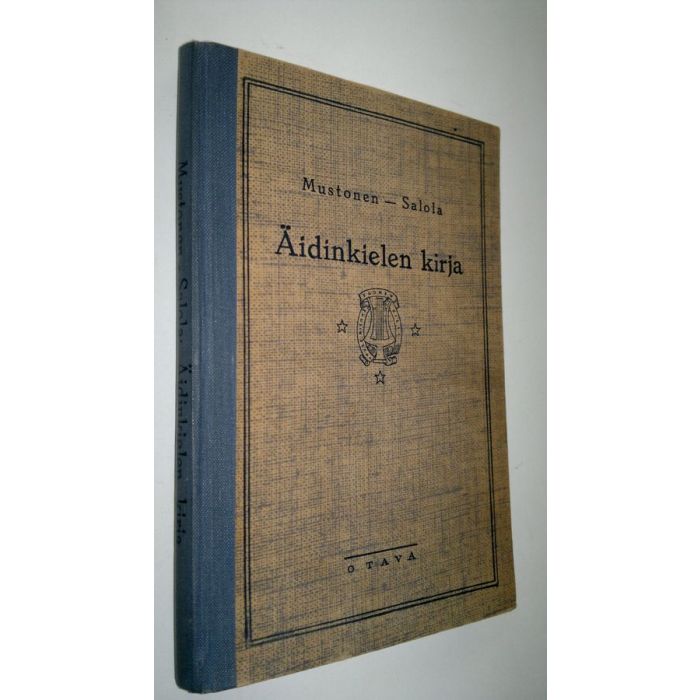 Mustonen — Salola
Äidinkielen kirja
OTAVA
Mustonen — Salola: Äidinkielen kirja